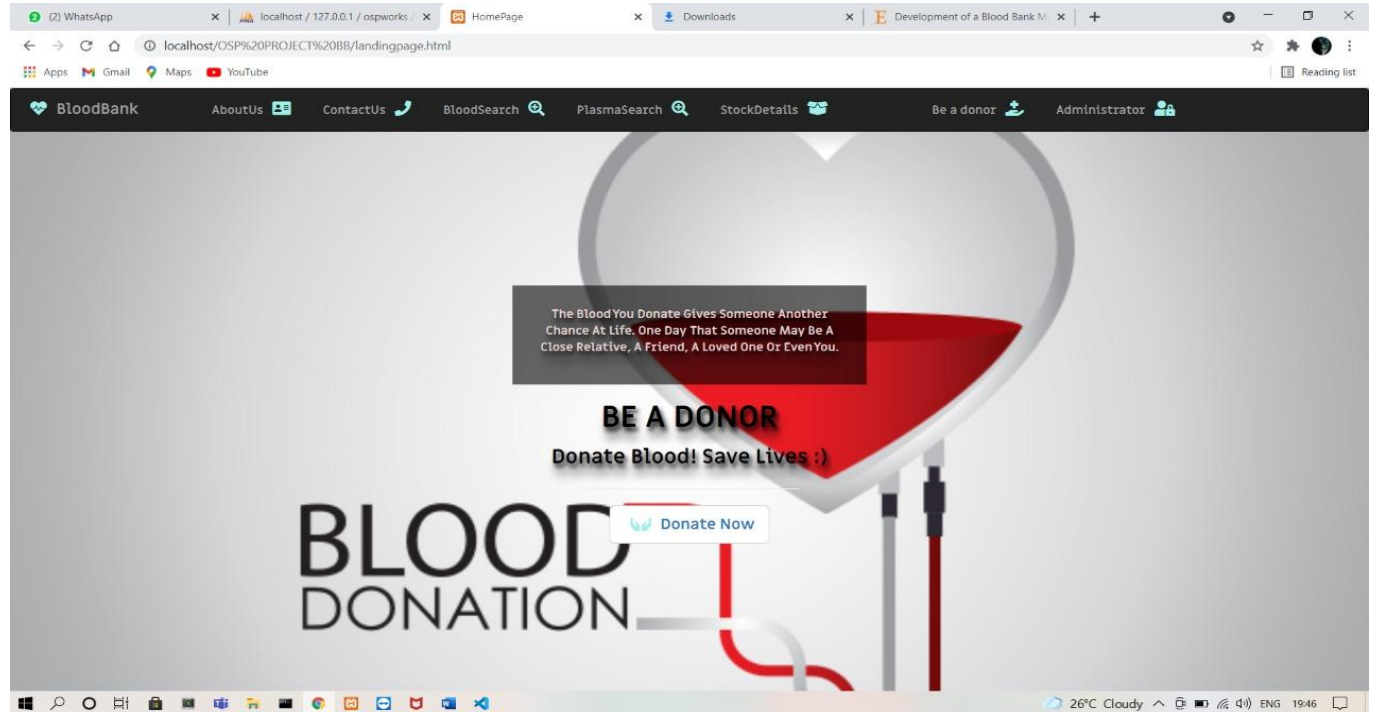 (2) WhatsApp
localhost / 127.0.0.1 / ospworks /
HomePage
Downloads
Development of a Blood Bank M
localhost/OSP%20PROJECT%20BB/landingpage.html
Apps Gmail Maps YouTube Reading list
BloodBank AboutUs ContactUs BloodSearch PlasmaSearch StockDetails Be a donor Administrator
The Blood You Donate Gives Someone Another
Chance At Life. One Day That Someone May Be A
Close Relative, A Friend, A Loved One Or Even You.
BE A DONOR
Donate Blood! Save Lives :)
Donate Now
BLOOD
DONATION
26°C Cloudy ENG 19:46